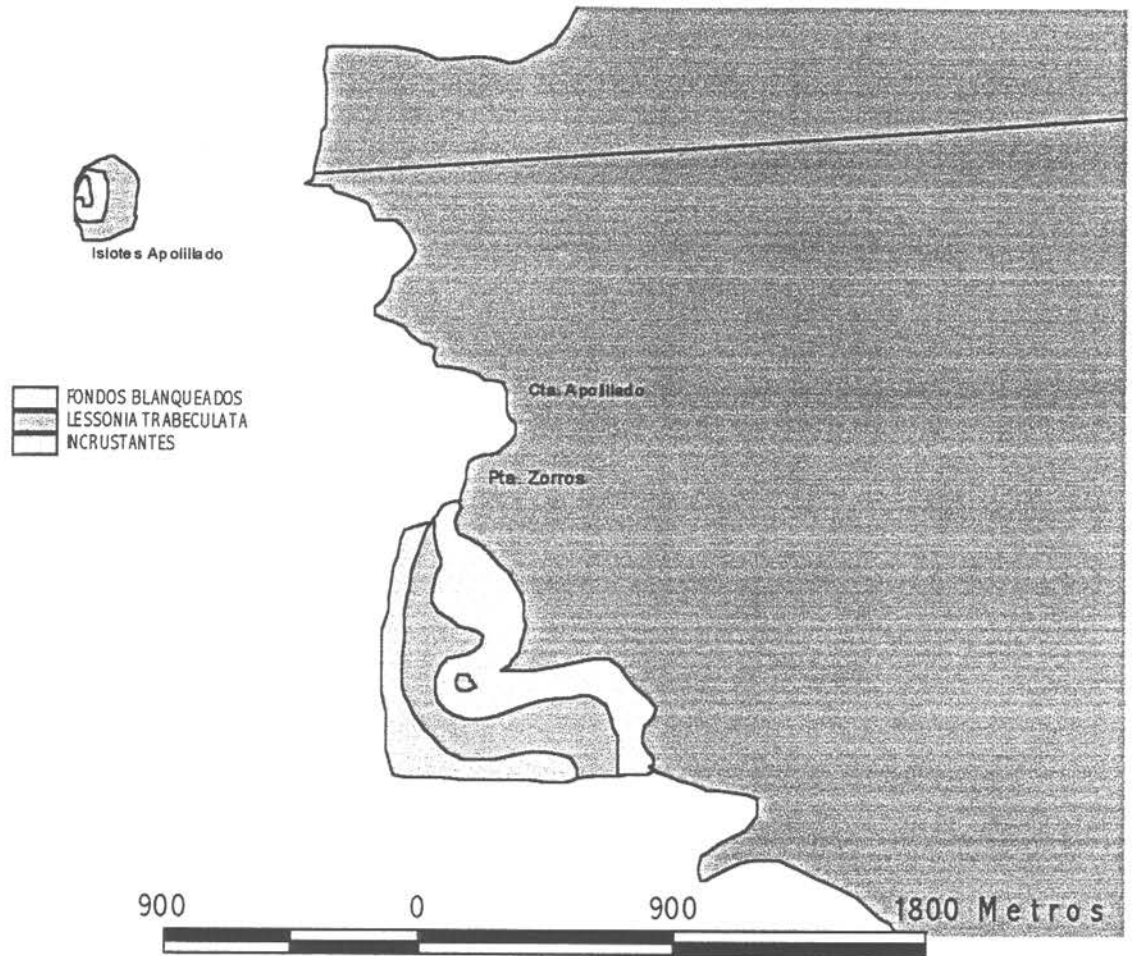 Islotes Apolillado
FONDOS BLANQUEADOS
LESSONIA TRABECULATA
INCRUSTANTES
Cta. Apolillado
Pta. Zorros
900 0 900 1800 Metros